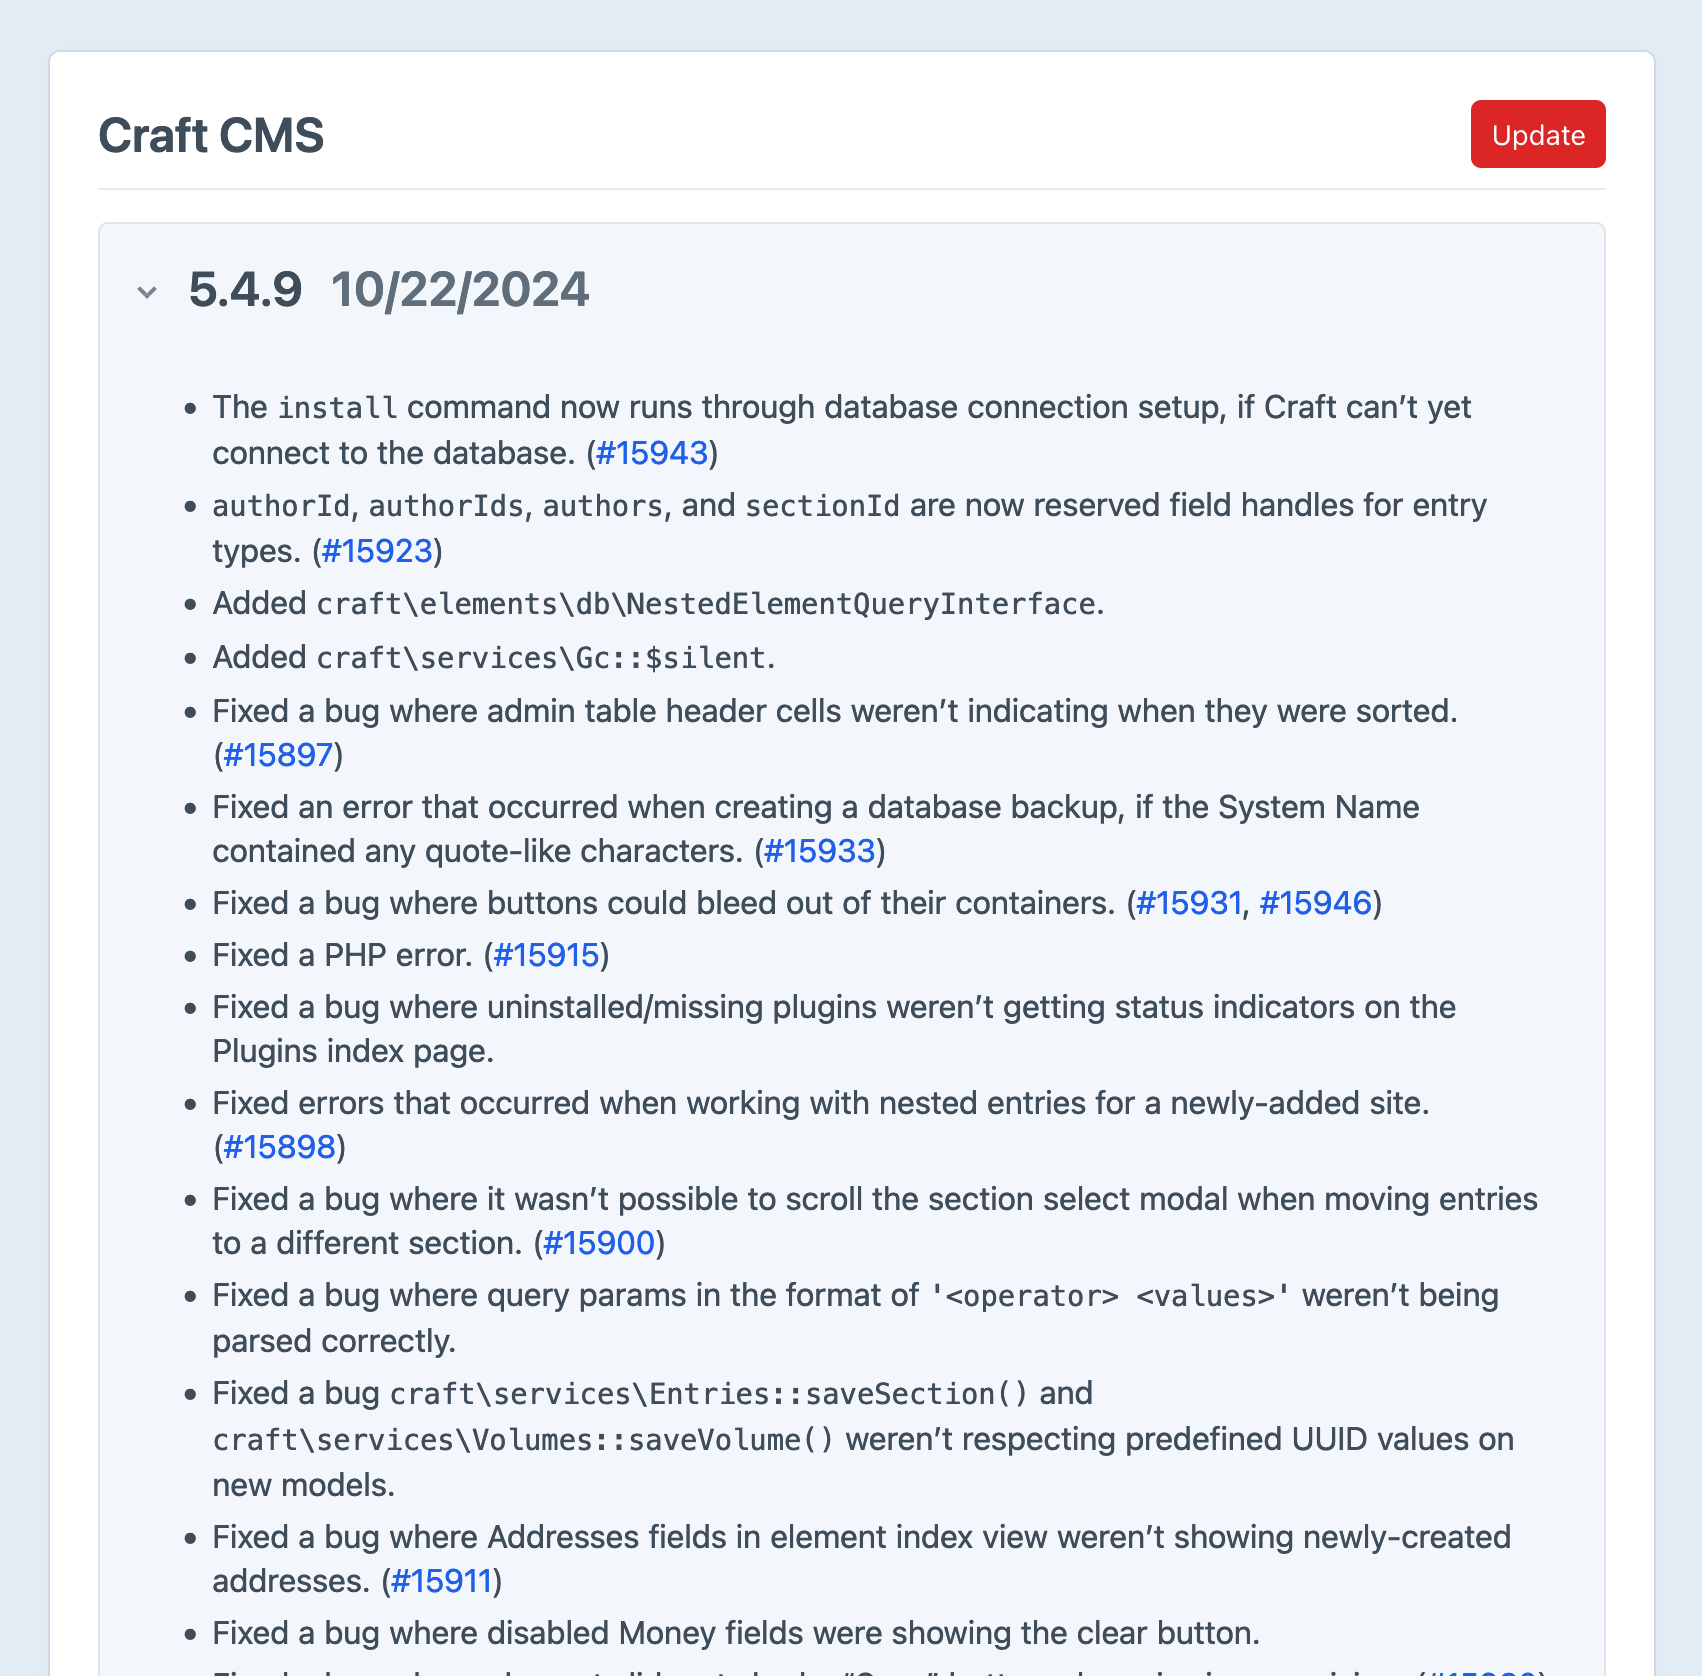 Craft CMS
Update
5.4.9 10/22/2024
The install command now runs through database connection setup, if Craft can’t yet
connect to the database. (#15943)
authorId, authorIds, authors, and sectionId are now reserved field handles for entry
types. (#15923)
Added craft\elements\db\NestedElementQueryInterface.
Added craft\services\Gc::$silent.
Fixed a bug where admin table header cells weren’t indicating when they were sorted.
(#15897)
Fixed an error that occurred when creating a database backup, if the System Name
contained any quote-like characters. (#15933)
Fixed a bug where buttons could bleed out of their containers. (#15931, #15946)
Fixed a PHP error. (#15915)
Fixed a bug where uninstalled/missing plugins weren’t getting status indicators on the
Plugins index page.
Fixed errors that occurred when working with nested entries for a newly-added site.
(#15898)
Fixed a bug where it wasn’t possible to scroll the section select modal when moving entries
to a different section. (#15900)
Fixed a bug where query params in the format of '<operator> <values>' weren’t being
parsed correctly.
Fixed a bug craft\services\Entries::saveSection() and
craft\services\Volumes::saveVolume() weren’t respecting predefined UUID values on
new models.
Fixed a bug where Addresses fields in element index view weren’t showing newly-created
addresses. (#15911)
Fixed a bug where disabled Money fields were showing the clear button.